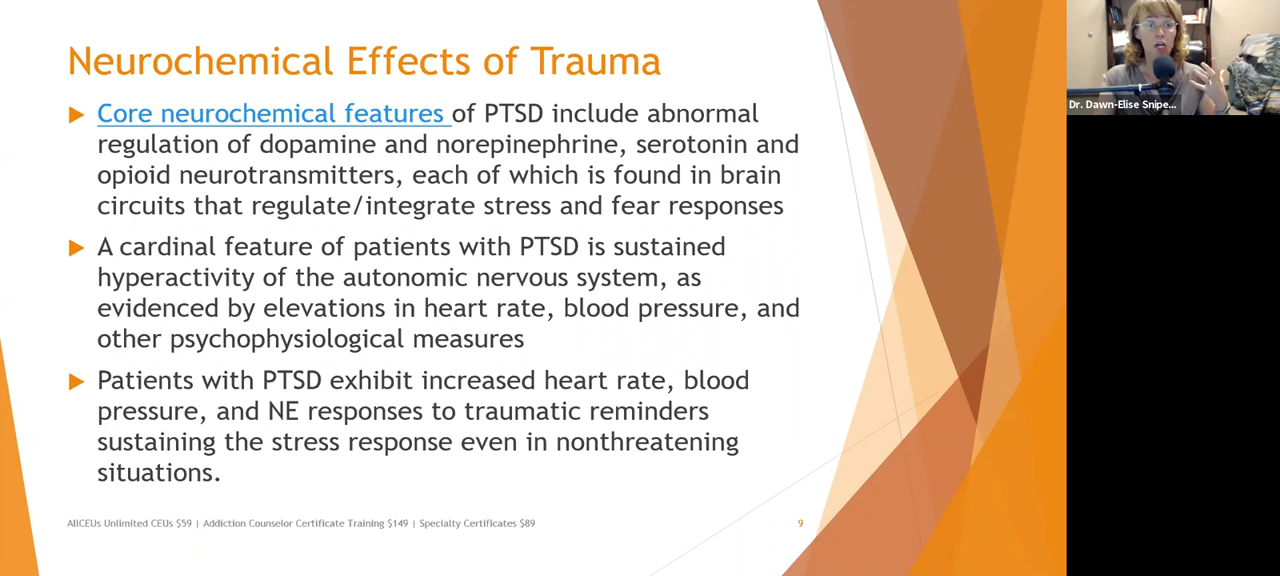 Neurochemical Effects of Trauma
Core neurochemical features of PTSD include abnormal
regulation of dopamine and norepinephrine, serotonin and
opioid neurotransmitters, each of which is found in brain
circuits that regulate/integrate stress and fear responses
A cardinal feature of patients with PTSD is sustained
hyperactivity of the autonomic nervous system, as
evidenced by elevations in heart rate, blood pressure, and
other psychophysiological measures
Patients with PTSD exhibit increased heart rate, blood
pressure, and NE responses to traumatic reminders
sustaining the stress response even in nonthreatening
situations.
AllCEUs Unlimited CEUs $59 | Addiction Counselor Certificate Training $149 | Specialty Certificates $89
9
Dr. Dawn-Elise Snipe...